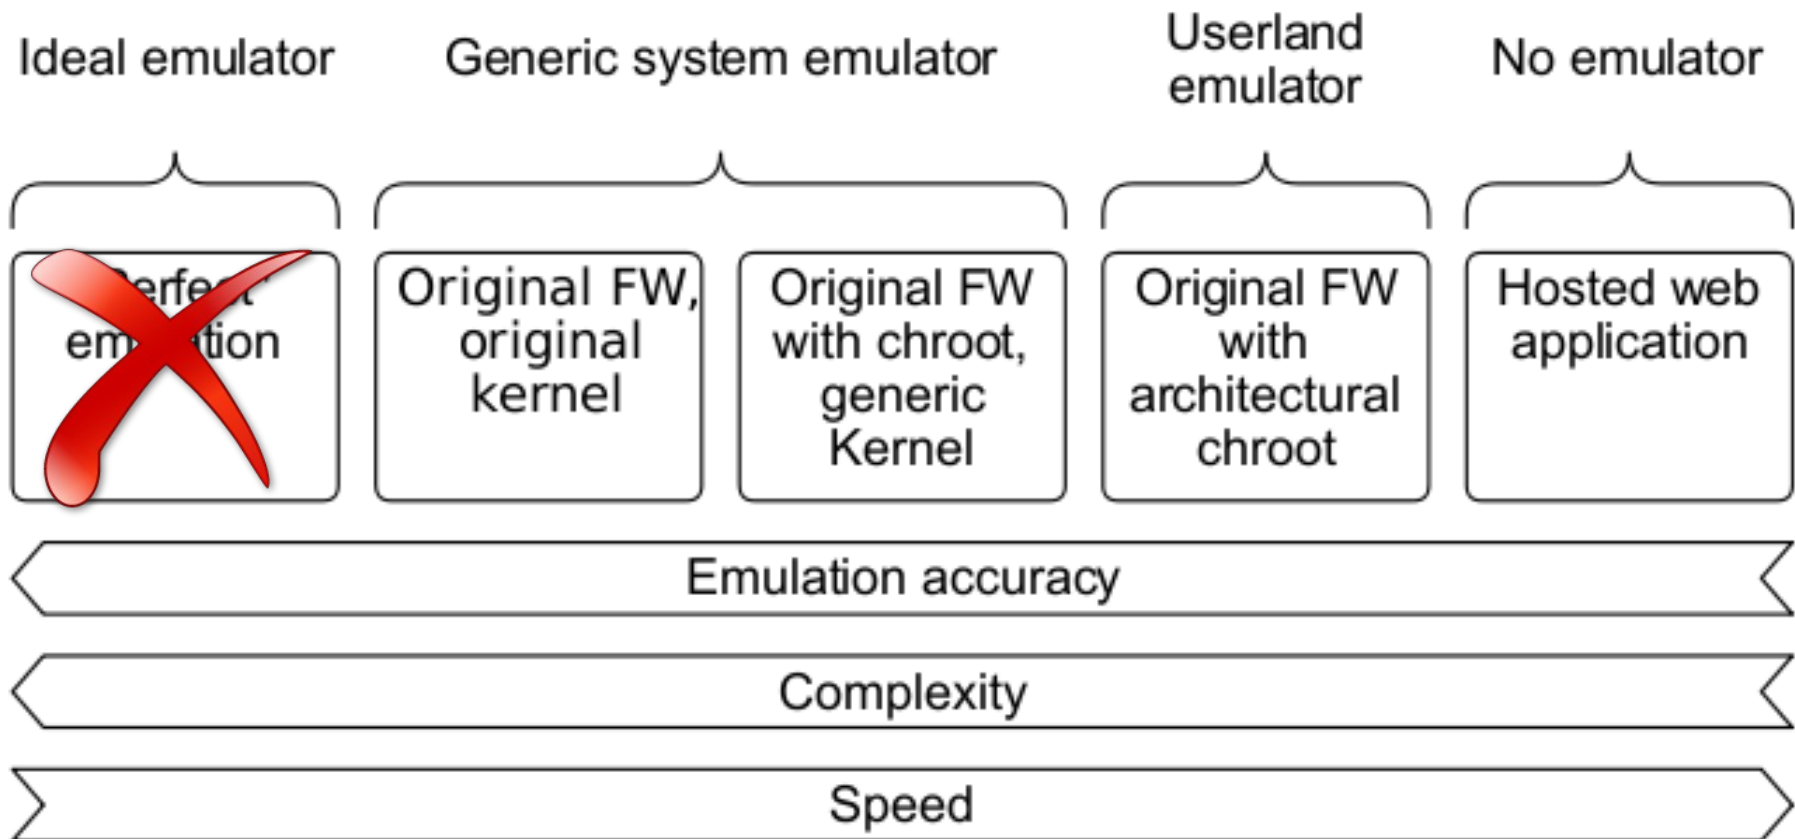 Ideal emulator
Generic system emulator
Userland
emulator
No emulator
Original FW,
original
kernel
Original FW
with chroot,
generic
Kernel
Original FW
with
architectural
chroot
Hosted web
application
Emulation accuracy
Complexity
Speed